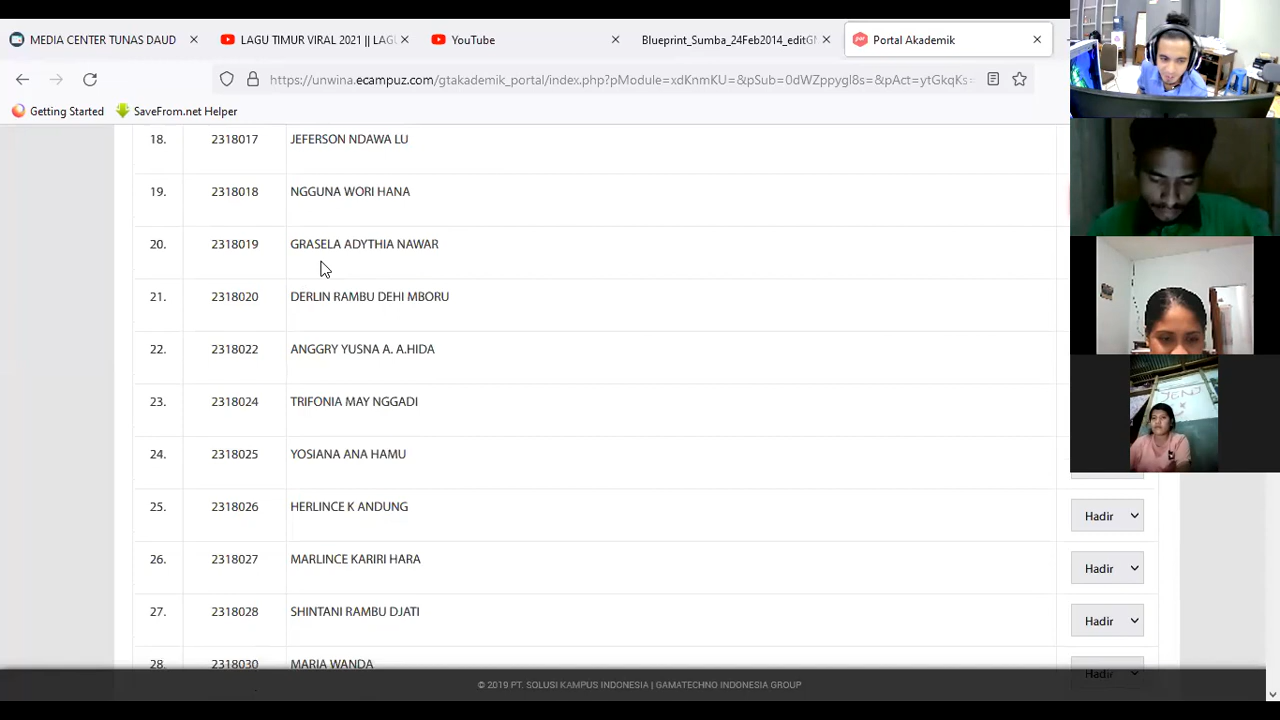 MEDIA CENTER TUNAS DAUD
LAGU TIMUR VIRAL 2021 || LAG
YouTube
Blueprint_Sumba_24Feb2014_edit
Portal Akademik
https://unwina.ecampuz.com/gtakademik_portal/index.php?pModule=xdKnmKU=&pSub=0dWZppygl8s=&pAct=ytGkqKs=
Getting Started
SaveFrom.net Helper
18. 2318017 JEFERSON NDAWA LU
19. 2318018 NGGUNA WORI HANA
20. 2318019 GRASELA ADYTHIA NAWAR
21. 2318020 DERLIN RAMBU DEHI MBORU
22. 2318022 ANGGRY YUSNA A. A.HIDA
23. 2318024 TRIFONIA MAY NGGADI
24. 2318025 YOSIANA ANA HAMU
25. 2318026 HERLINCE K ANDUNG Hadir
26. 2318027 MARLINCE KARIRI HARA Hadir
27. 2318028 SHINTANI RAMBU DJATI Hadir
28. 2318030 MARIA WANDA Hadir
© 2019 PT. SOLUSI KAMPUS INDONESIA | GAMATECHNO INDONESIA GROUP